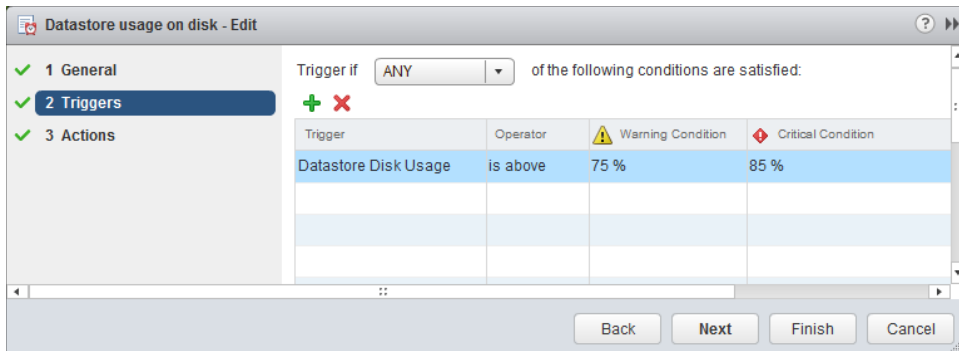 Datastore usage on disk - Edit
?
1 General
2 Triggers
3 Actions
Trigger if ANY of the following conditions are satisfied:
Trigger Operator Warning Condition Critical Condition
Datastore Disk Usage is above 75 % 85 %
Back Next Finish Cancel